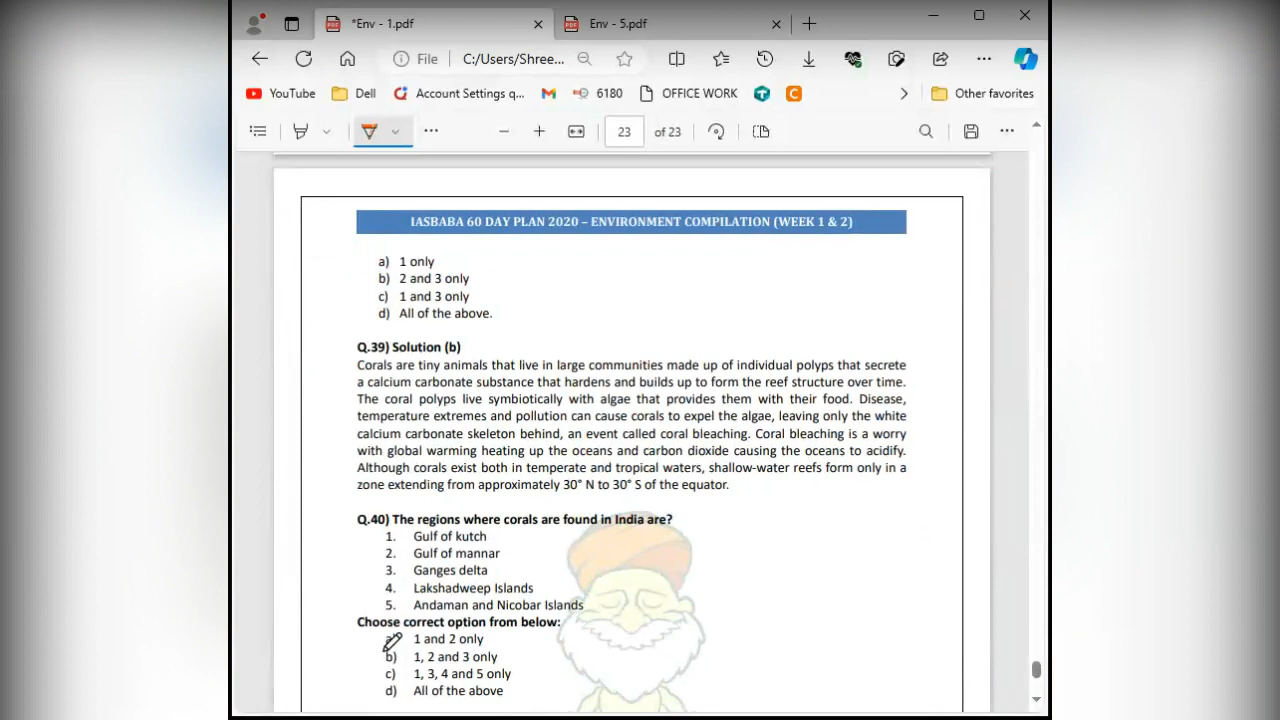 *Env - 1.pdf
Env - 5.pdf
File C:/Users/Shree...
YouTube Dell Account Settings q... 6180 OFFICE WORK Other favorites
23 of 23
IASBABA 60 DAY PLAN 2020 – ENVIRONMENT COMPILATION (WEEK 1 & 2)
a) 1 only
b) 2 and 3 only
c) 1 and 3 only
d) All of the above.
Q.39) Solution (b)
Corals are tiny animals that live in large communities made up of individual polyps that secrete
a calcium carbonate substance that hardens and builds up to form the reef structure over time.
The coral polyps live symbiotically with algae that provides them with their food. Disease,
temperature extremes and pollution can cause corals to expel the algae, leaving only the white
calcium carbonate skeleton behind, an event called coral bleaching. Coral bleaching is a worry
with global warming heating up the oceans and carbon dioxide causing the oceans to acidify.
Although corals exist both in temperate and tropical waters, shallow-water reefs form only in a
zone extending from approximately 30° N to 30° S of the equator.
Q.40) The regions where corals are found in India are?
1. Gulf of kutch
2. Gulf of mannar
3. Ganges delta
4. Lakshadweep Islands
5. Andaman and Nicobar Islands
Choose correct option from below:
a) 1 and 2 only
b) 1, 2 and 3 only
c) 1, 3, 4 and 5 only
d) All of the above